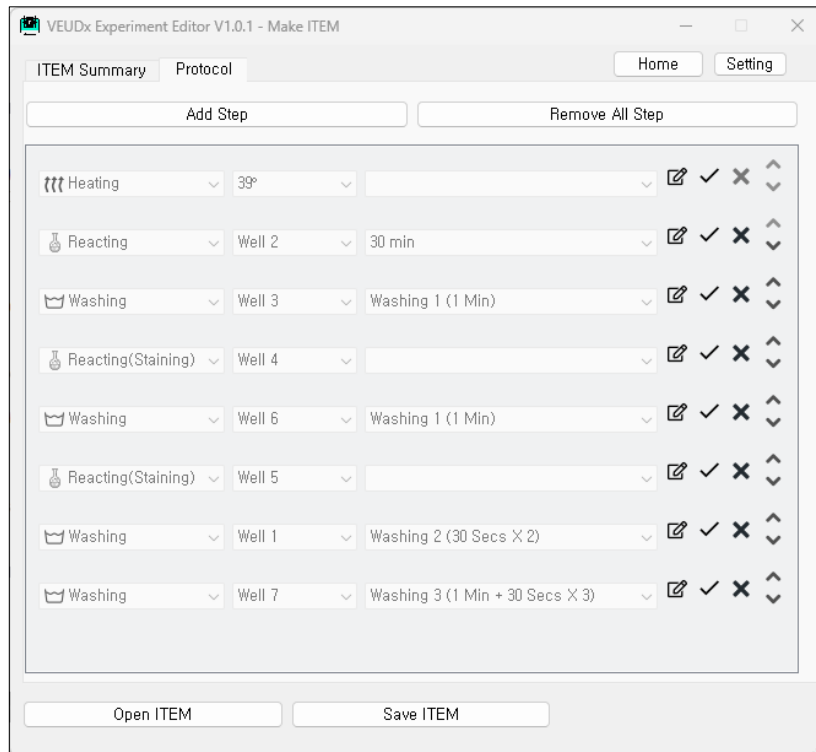 VEUDx Experiment Editor V1.0.1 - Make ITEM
ITEM Summary Protocol Home Setting
Add Step Remove All Step
Heating 39º
Reacting Well 2 30 min
Washing Well 3 Washing 1 (1 Min)
Reacting(Staining) Well 4
Washing Well 6 Washing 1 (1 Min)
Reacting(Staining) Well 5
Washing Well 1 Washing 2 (30 Secs X 2)
Washing Well 7 Washing 3 (1 Min + 30 Secs X 3)
Open ITEM Save ITEM